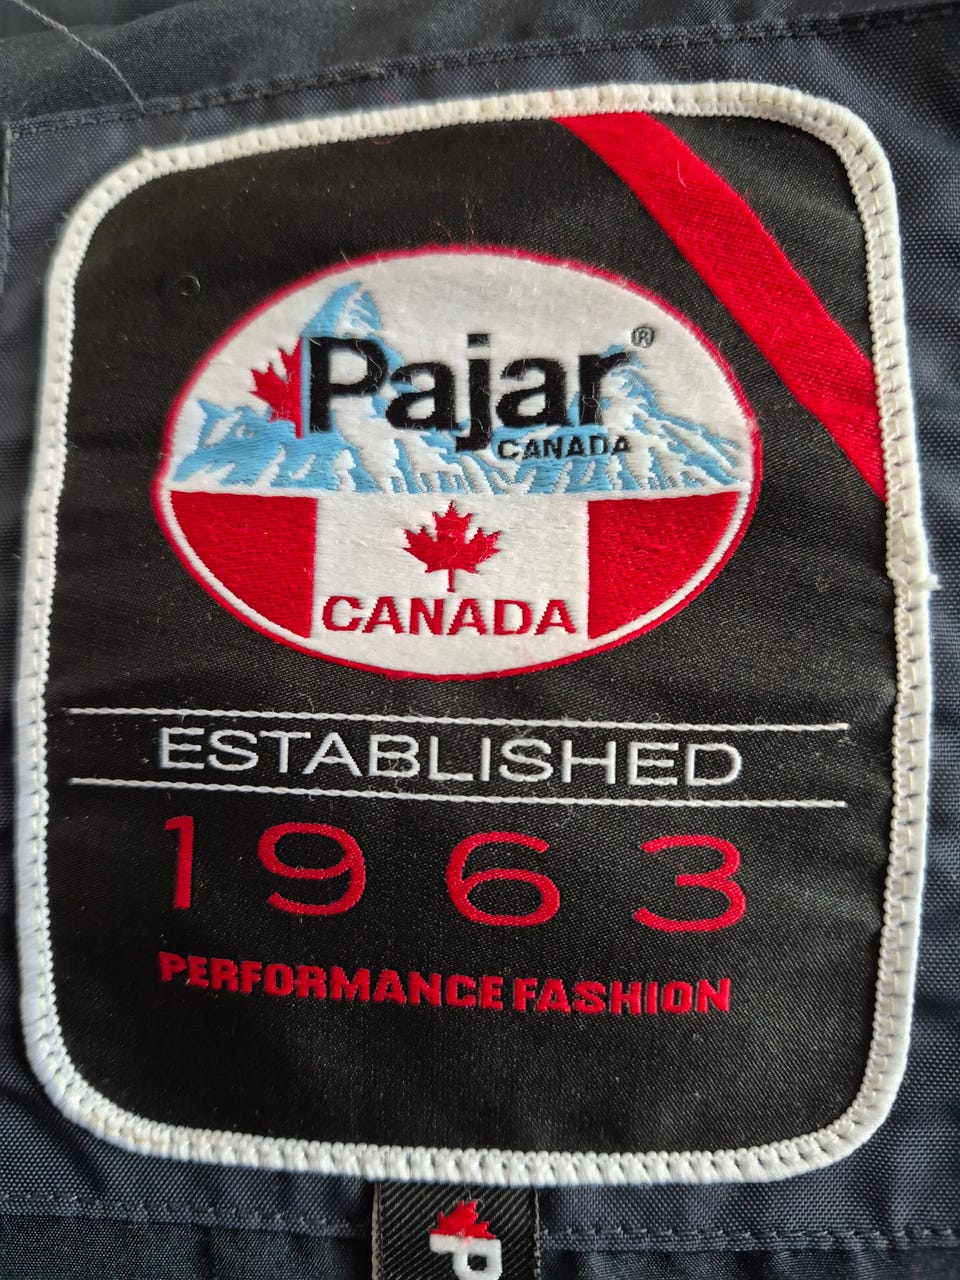 Pajar®
CANADA
CANADA
ESTABLISHED
1963
PERFORMANCE FASHION
P